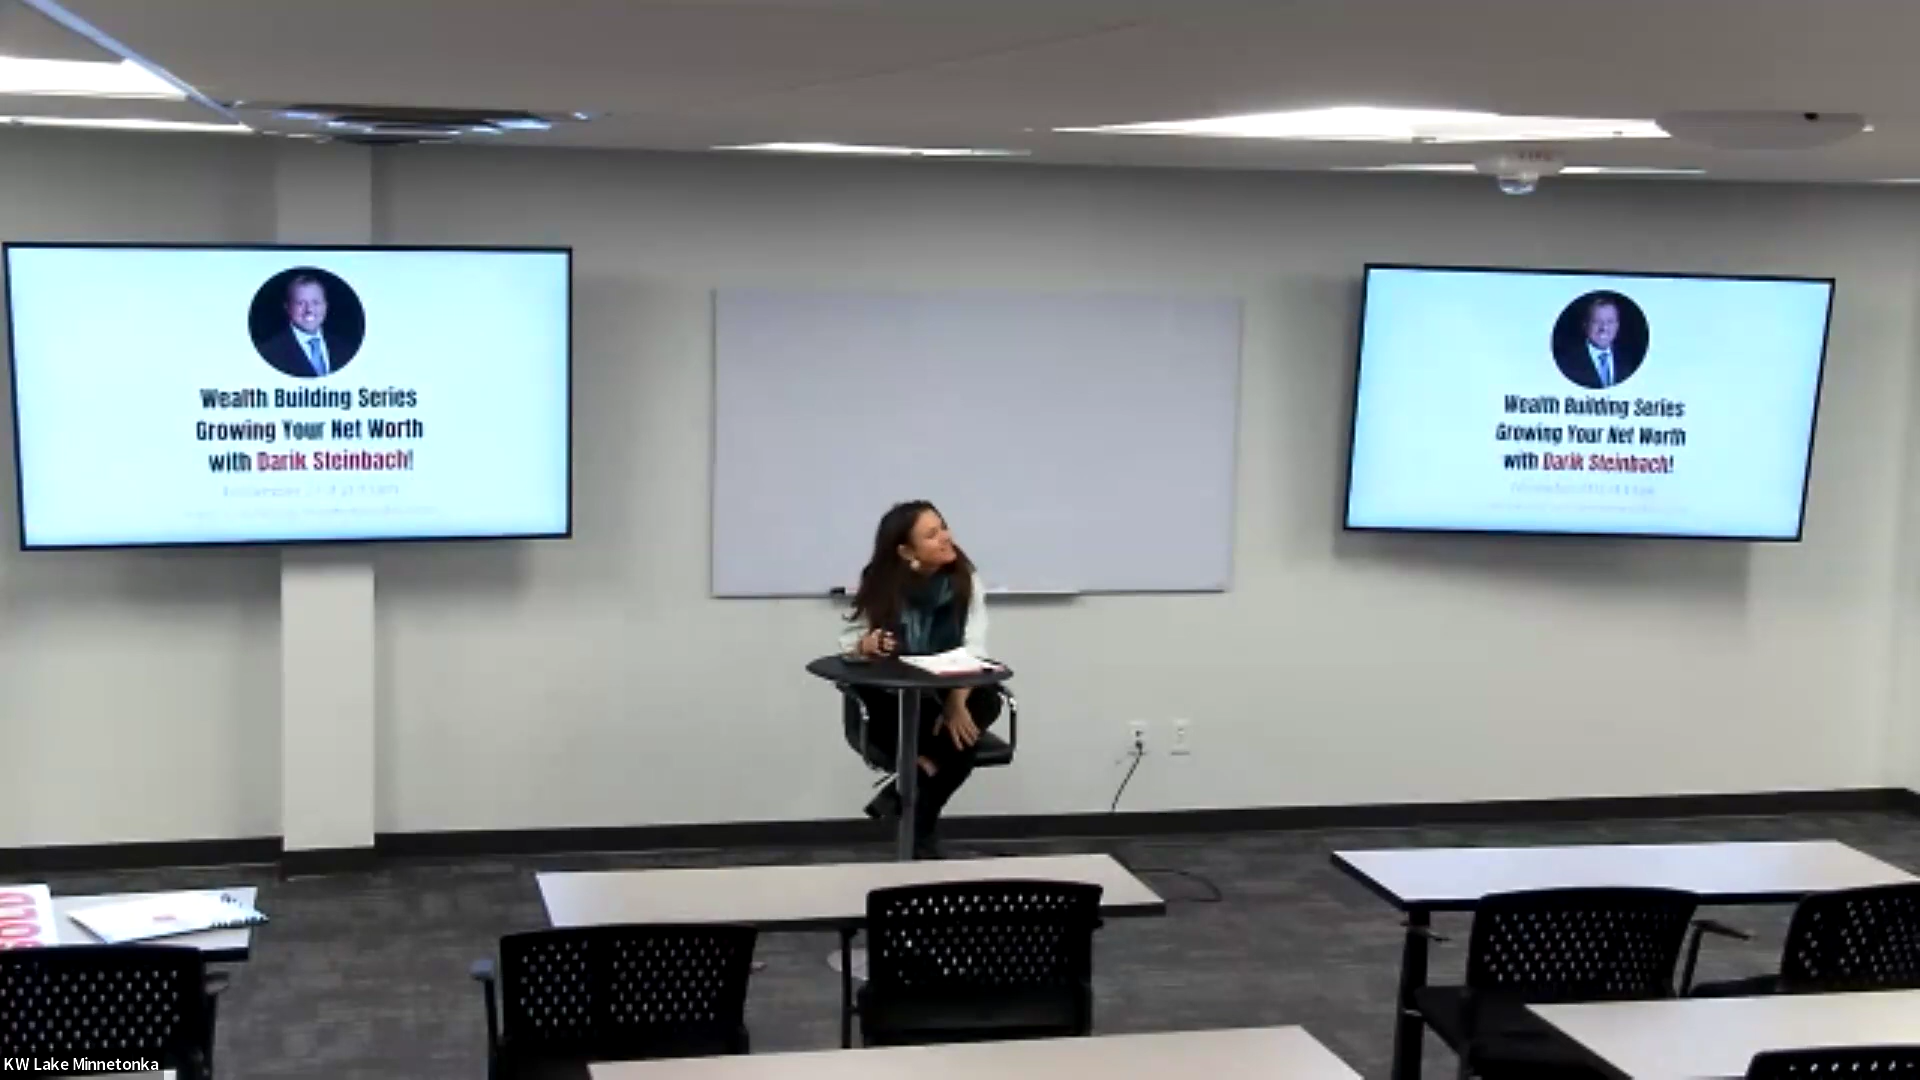 Wealth Building Series
Growing Your Net Worth
with Darik Steinbach!
Wealth Building Series
Growing Your Net Worth
with Darik Steinbach!
SOLD
KW Lake Minnetonka